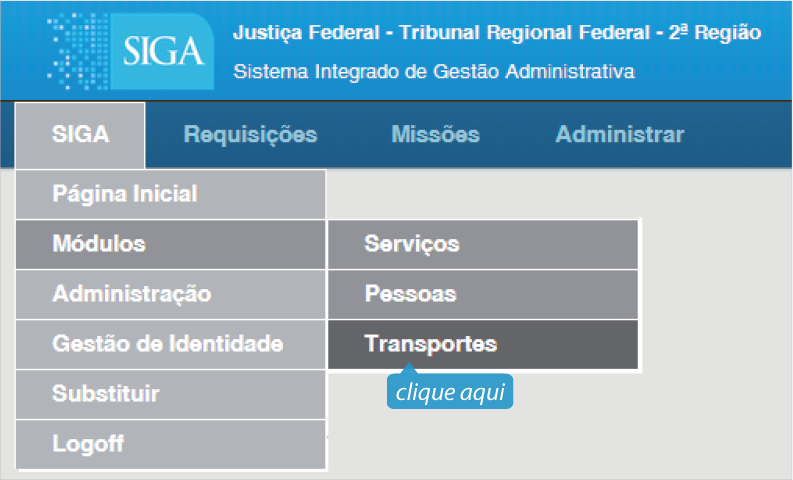 SIGA
Justiça Federal - Tribunal Regional Federal - 2ª Região
Sistema Integrado de Gestão Administrativa
SIGA Requisições Missões Administrar
Página Inicial
Módulos Serviços
Administração Pessoas
Gestão de Identidade Transportes
Substituir clique aqui
Logoff